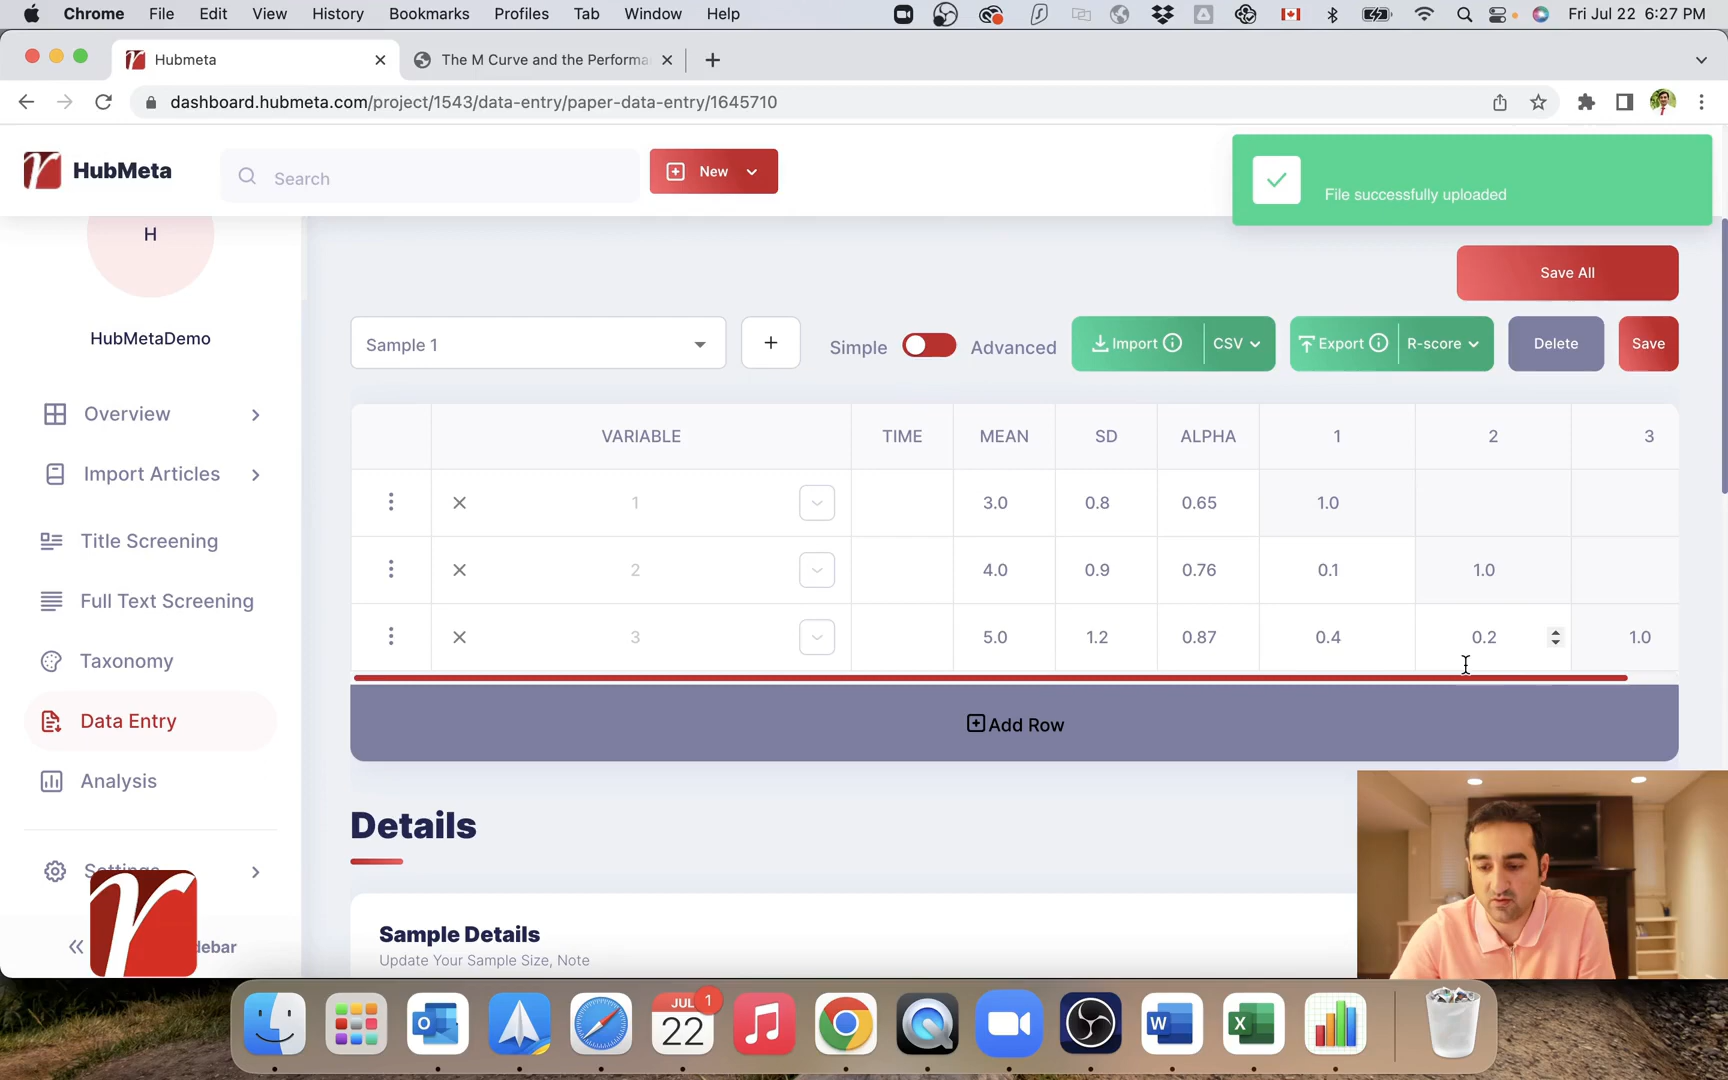 Chrome File Edit View History Bookmarks Profiles Tab Window Help Fri Jul 22 6:27 PM
Hubmeta The M Curve and the Performa
dashboard.hubmeta.com/project/1543/data-entry/paper-data-entry/1645710
HubMeta Search New
File successfully uploaded
H
Save All
HubMetaDemo
Sample 1 + Simple Advanced Import CSV Export R-score Delete Save
VARIABLE TIME MEAN SD ALPHA 1 2 3
1 3.0 0.8 0.65 1.0
2 4.0 0.9 0.76 0.1 1.0
3 5.0 1.2 0.87 0.4 0.2 1.0
Add Row
Overview
Import Articles
Title Screening
Full Text Screening
Taxonomy
Data Entry
Analysis
Settings
debar
Details
Sample Details
Update Your Sample Size, Note
JUL 1
22